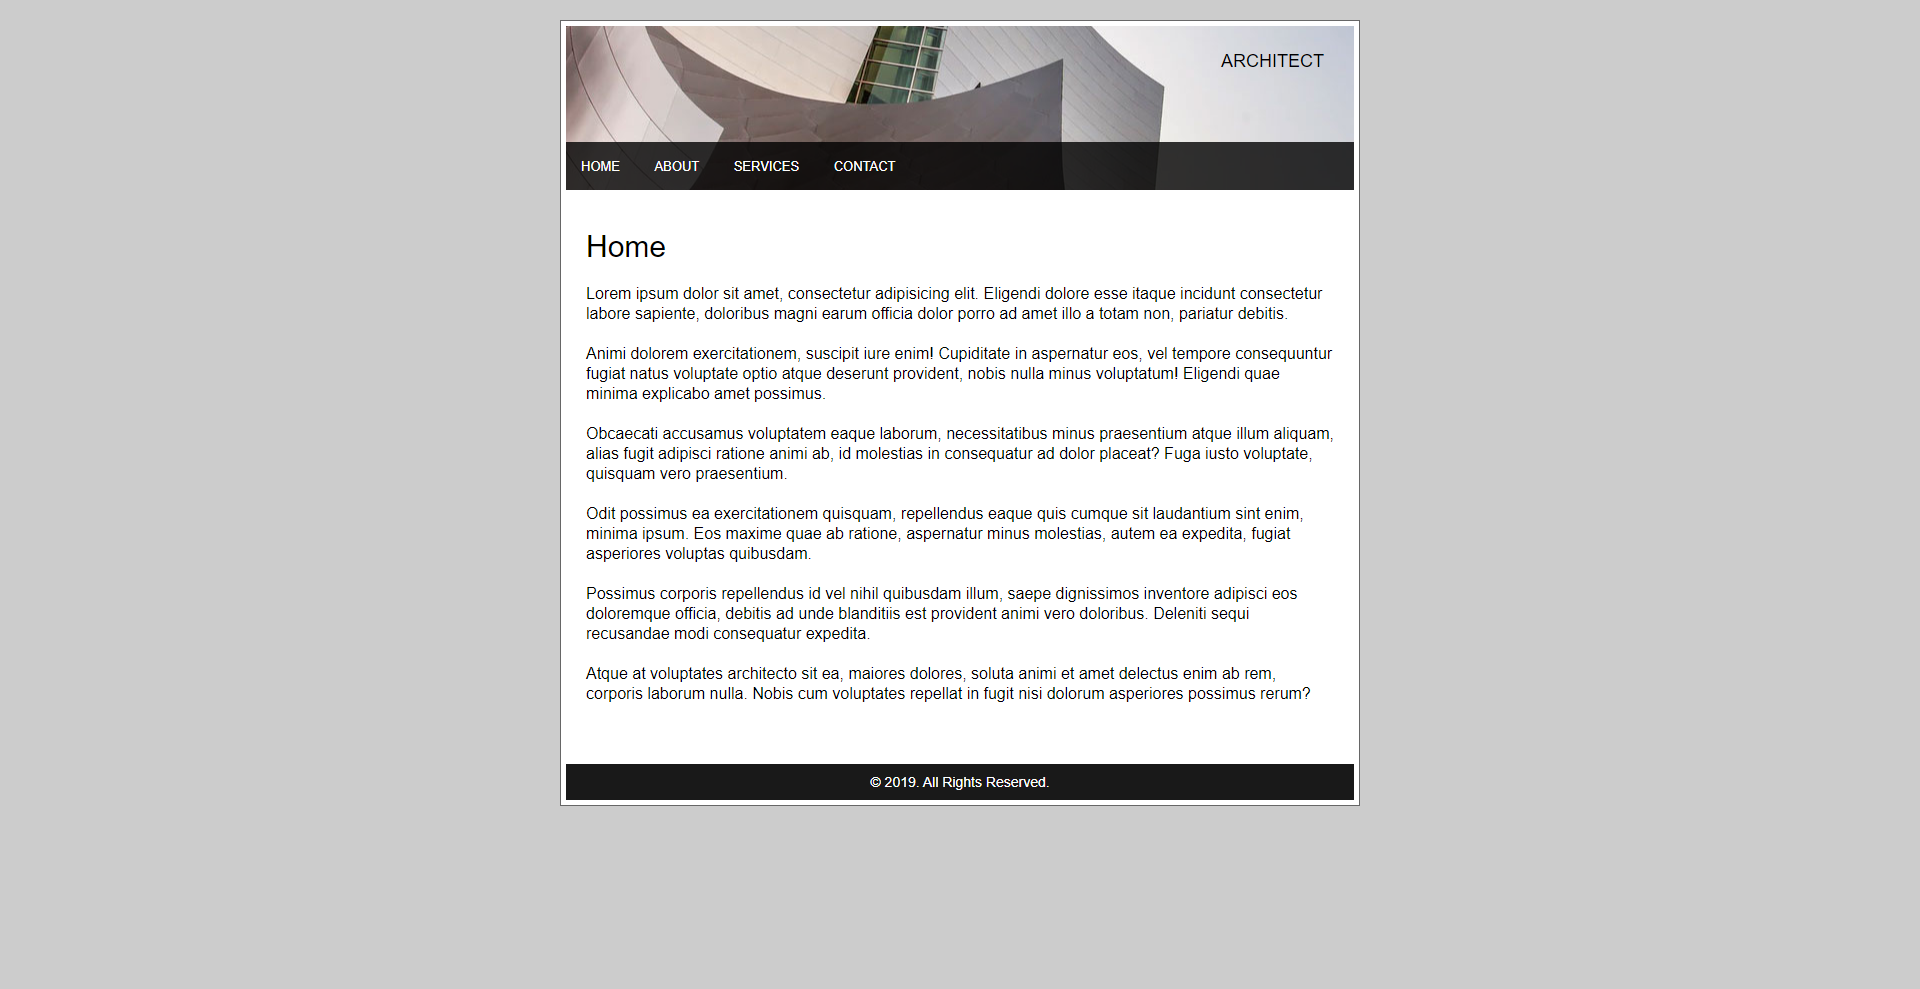 ARCHITECT
HOME ABOUT SERVICES CONTACT
Home
Lorem ipsum dolor sit amet, consectetur adipisicing elit. Eligendi dolore esse itaque incidunt consectetur
labore sapiente, doloribus magni earum officia dolor porro ad amet illo a totam non, pariatur debitis.
Animi dolorem exercitationem, suscipit iure enim! Cupiditate in aspernatur eos, vel tempore consequuntur
fugiat natus voluptate optio atque deserunt provident, nobis nulla minus voluptatum! Eligendi quae
minima explicabo amet possimus.
Obcaecati accusamus voluptatem eaque laborum, necessitatibus minus praesentium atque illum aliquam,
alias fugit adipisci ratione animi ab, id molestias in consequatur ad dolor placeat? Fuga iusto voluptate,
quisquam vero praesentium.
Odit possimus ea exercitationem quisquam, repellendus eaque quis cumque sit laudantium sint enim,
minima ipsum. Eos maxime quae ab ratione, aspernatur minus molestias, autem ea expedita, fugiat
asperiores voluptas quibusdam.
Possimus corporis repellendus id vel nihil quibusdam illum, saepe dignissimos inventore adipisci eos
doloremque officia, debitis ad unde blanditiis est provident animi vero doloribus. Deleniti sequi
recusandae modi consequatur expedita.
Atque at voluptates architecto sit ea, maiores dolores, soluta animi et amet delectus enim ab rem,
corporis laborum nulla. Nobis cum voluptates repellat in fugit nisi dolorum asperiores possimus rerum?
© 2019. All Rights Reserved.